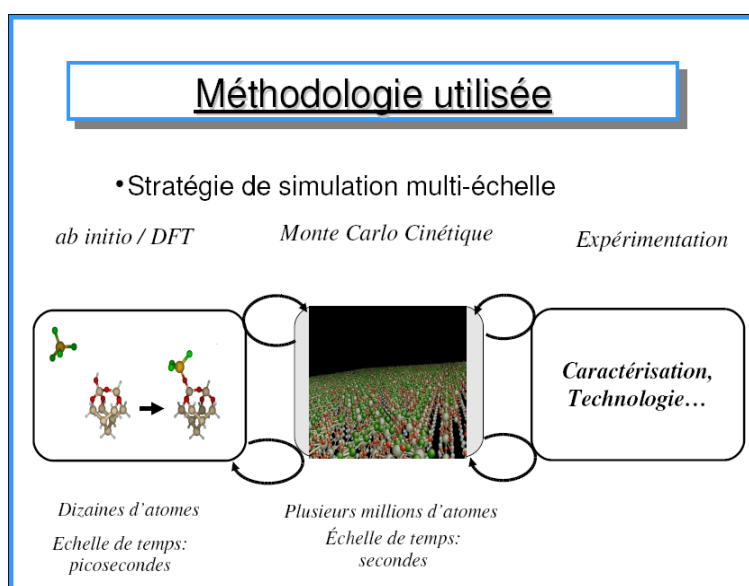 Méthodologie utilisée
•Stratégie de simulation multi-échelle
ab initio / DFT
Monte Carlo Cinétique
Expérimentation
Caractérisation,
Technologie…
Dizaines d'atomes
Echelle de temps:
picosecondes
Plusieurs millions d'atomes
Échelle de temps:
secondes